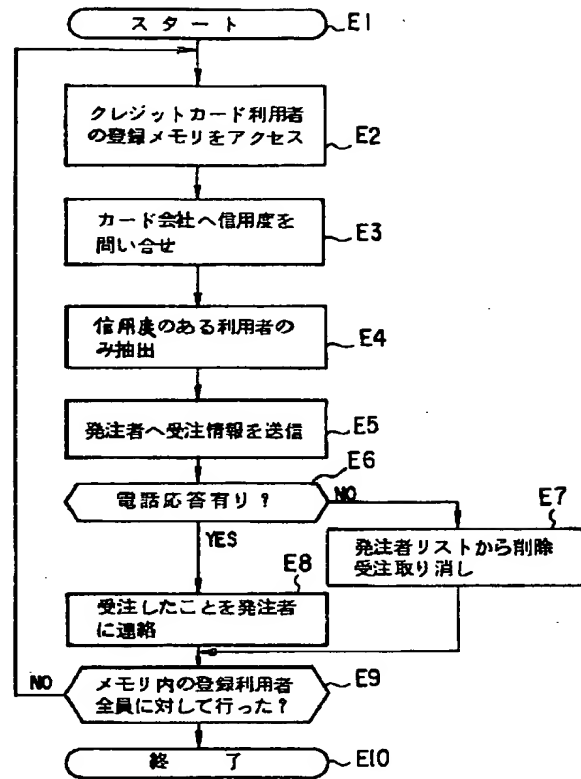 スタート E1
クレジットカード利用者
の登録メモリをアクセス
E2
カード会社へ信用度を
問い合せ
E3
信用度のある利用者の
み抽出
E4
発注者へ受注情報を送信 E5
E6
電話応答有り?
NO
YES
E7
発注者リストから削除
受注取り消し
E8
受注したことを発注者
に連絡
NO
メモリ内の登録利用者
全員に対して行った?
E9
終了 E10